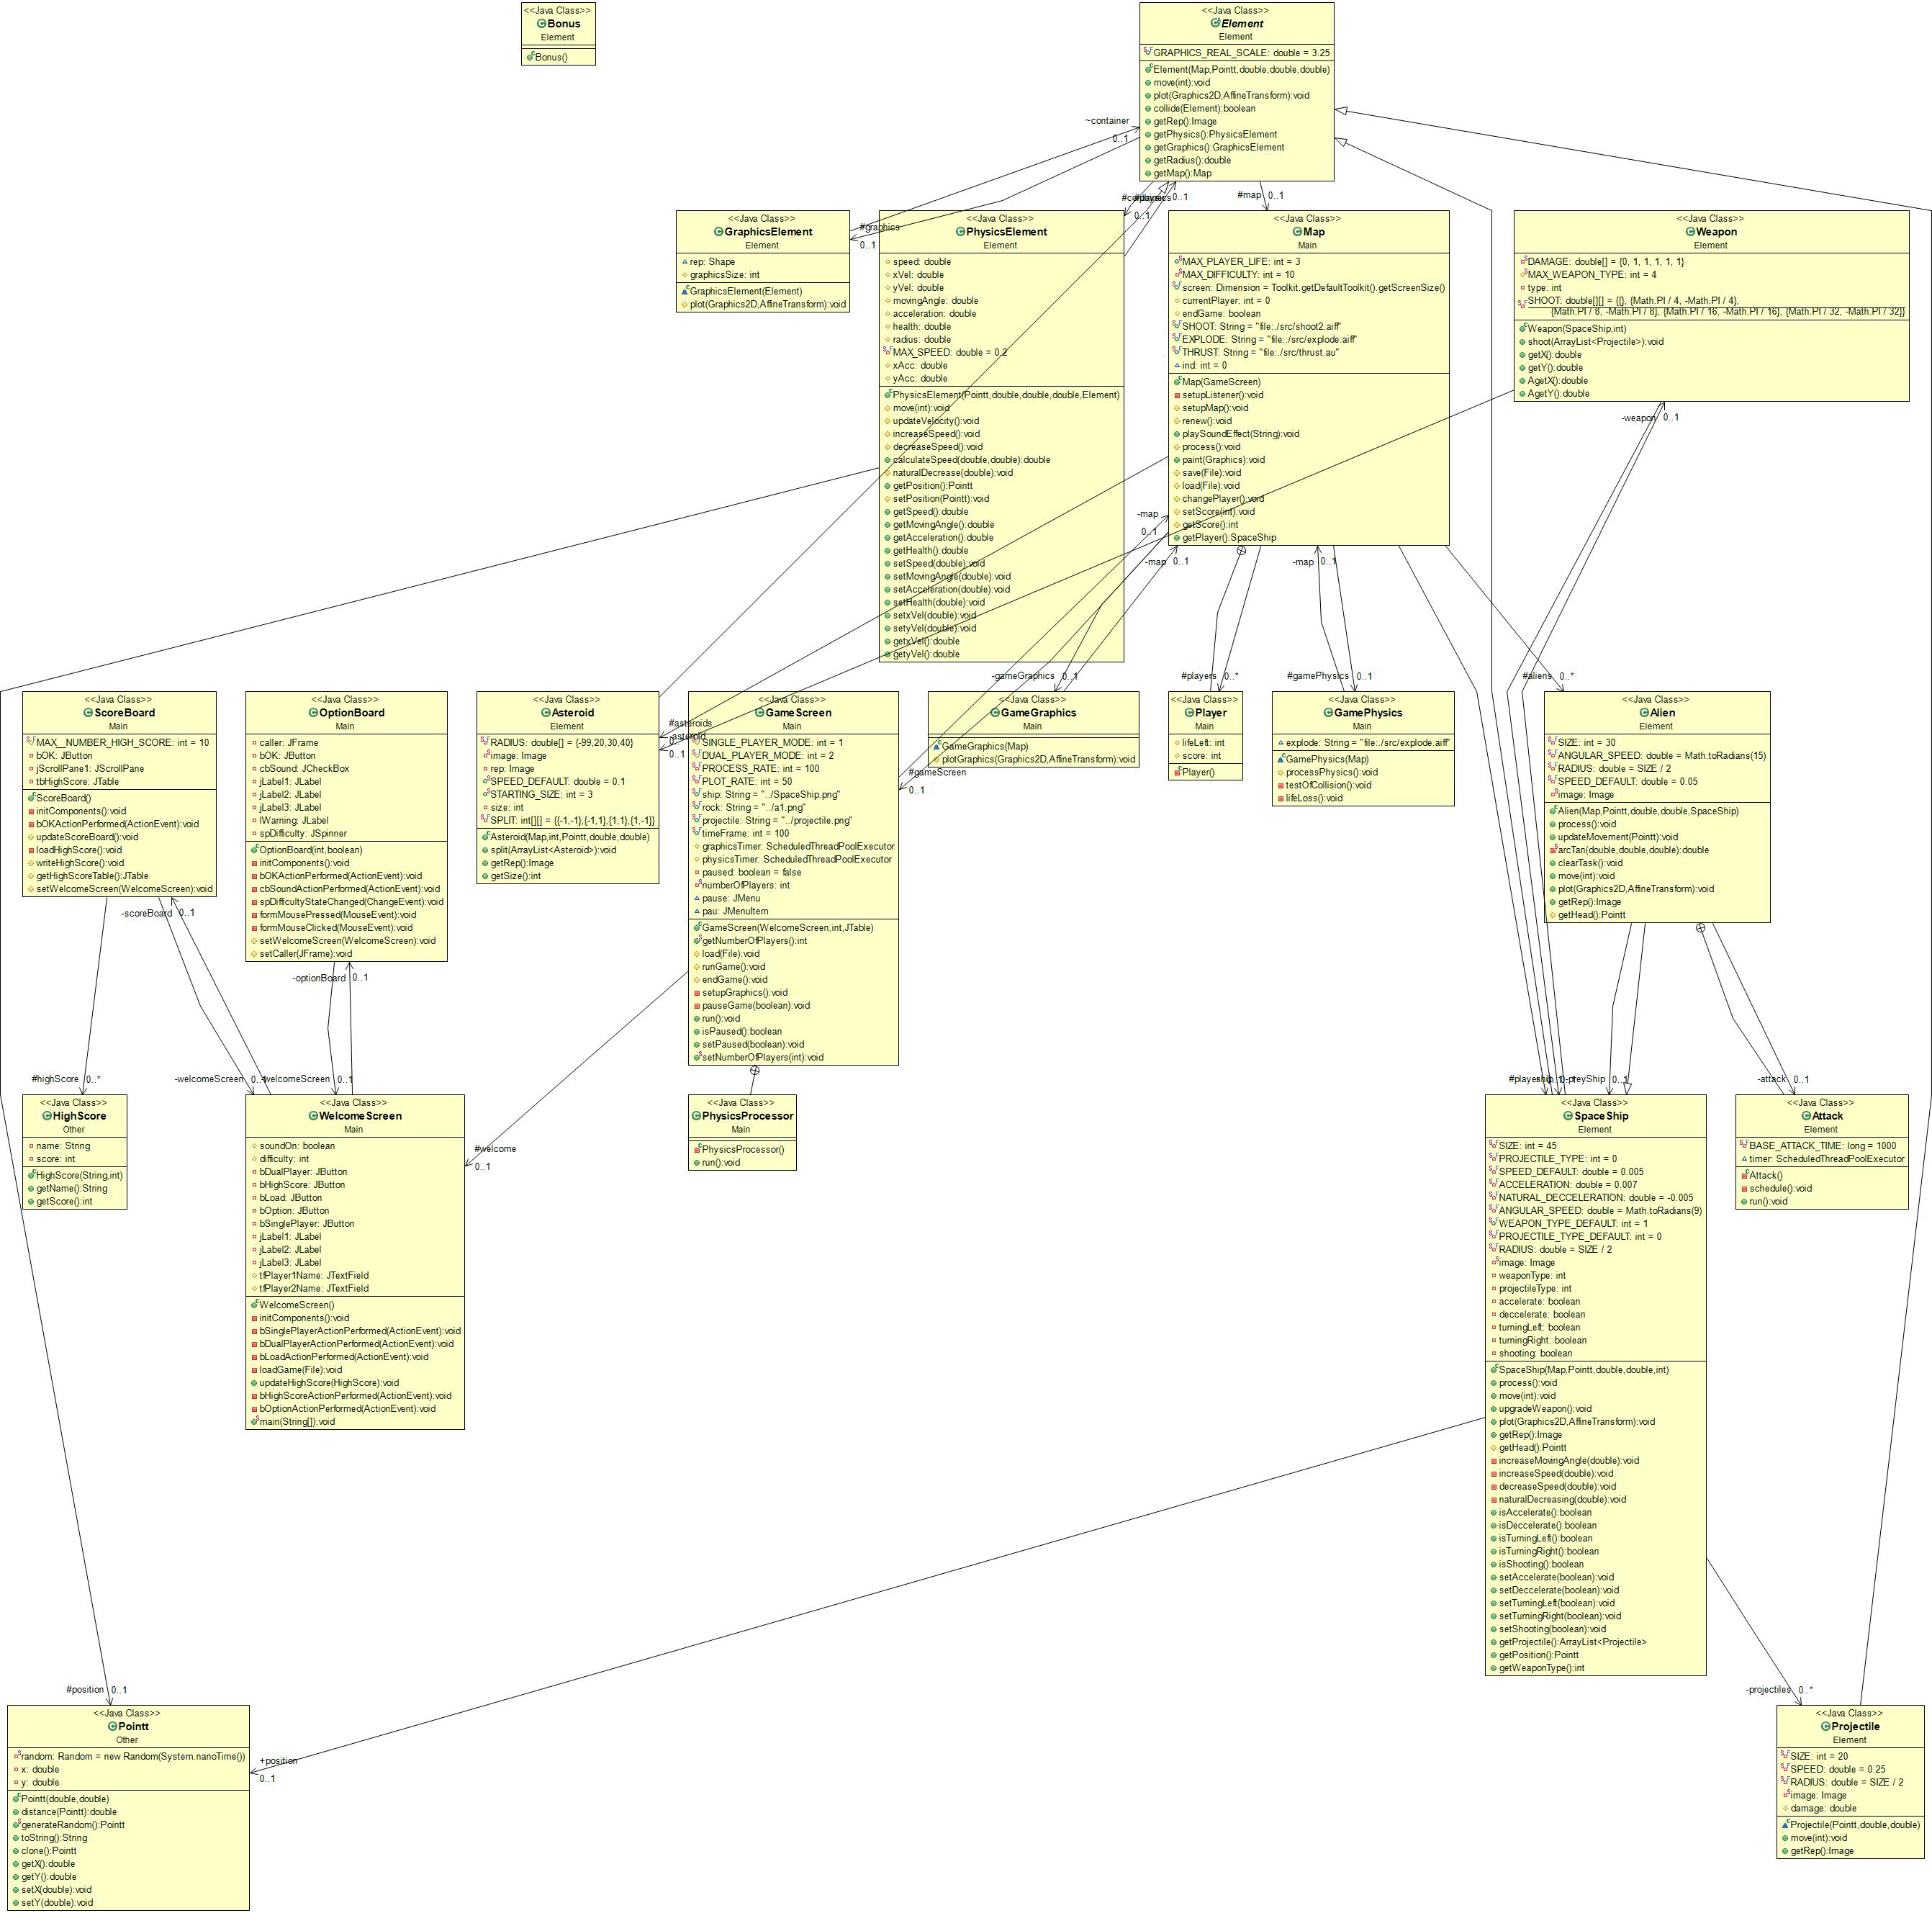 <<Java Class>>
Bonus
Element
Bonus()
<<Java Class>>
Element
Element
GRAPHICS_REAL_SCALE: double = 3.25
Element(Map,Pointt,double,double,double)
move(int):void
plot(Graphics2D,AffineTransform):void
collide(Element):boolean
getRep():Image
getPhysics():PhysicsElement
getGraphics():GraphicsElement
getRadius():double
getMap():Map
~container
0..1
#graphics
0..1
0..1
0..1
#map
0..1
<<Java Class>>
GraphicsElement
Element
rep: Shape
graphicsSize: int
GraphicsElement(Element)
plot(Graphics2D,AffineTransform):void
<<Java Class>>
PhysicsElement
Element
speed: double
xVel: double
yVel: double
movingAngle: double
acceleration: double
health: double
radius: double
MAX_SPEED: double = 0.2
xAcc: double
yAcc: double
PhysicsElement(Pointt,double,double,double,Element)
move(int):void
updateVelocity():void
increaseSpeed():void
decreaseSpeed():void
calculateSpeed(double,double):double
naturalDecrease(double):void
getPosition():Pointt
setPosition(Pointt):void
getSpeed():double
getMovingAngle():double
getAcceleration():double
getHealth():double
setSpeed(double):void
setMovingAngle(double):void
setAcceleration(double):void
setHealth(double):void
setxVel(double):void
setyVel(double):void
getxVel():double
getyVel():double
<<Java Class>>
Map
Main
MAX_PLAYER_LIFE: int = 3
MAX_DIFFICULTY: int = 10
screen: Dimension = Toolkit.getDefaultToolkit().getScreenSize()
currentPlayer: int = 0
endGame: boolean
SHOOT: String = "file:./src/shoot2.aiff"
EXPLODE: String = "file:./src/explode.aiff"
THRUST: String = "file:./src/thrust.au"
ind: int = 0
Map(GameScreen)
setupListener():void
setupMap():void
renew():void
playSoundEffect(String):void
process():void
paint(Graphics):void
save(File):void
load(File):void
changePlayer():void
setScore(int):void
getScore():int
getPlayer():SpaceShip
<<Java Class>>
Weapon
Element
DAMAGE: double[] = {0, 1, 1, 1, 1, 1}
MAX_WEAPON_TYPE: int = 4
type: int
SHOOT: double[][] = {{}, {Math.PI / 4, -Math.PI / 4},
{Math.PI / 8, -Math.PI / 8}, {Math.PI / 16, -Math.PI / 16}, {Math.PI / 32, -Math.PI / 32}}
Weapon(SpaceShip,int)
shoot(ArrayList<Projectile>):void
getX():double
getY():double
AgetX():double
AgetY():double
-weapon
0..1
-map
0..1
-map
0..1
-map
0..1
-gameGraphics
0..1
#players
0..*
#gamePhysics
0..1
#aliens
0..*
#asteroids
-asteroid
0..1
#gameScreen
0..1
<<Java Class>>
ScoreBoard
Main
MAX_NUMBER_HIGH_SCORE: int = 10
bOK: JButton
jScrollPane1: JScrollPane
tbHighScore: JTable
ScoreBoard()
initComponents():void
bOKActionPerformed(ActionEvent):void
updateScoreBoard():void
loadHighScore():void
writeHighScore():void
getHighScoreTable():JTable
setWelcomeScreen(WelcomeScreen):void
<<Java Class>>
OptionBoard
Main
caller: JFrame
bOK: JButton
cbSound: JCheckBox
jLabel1: JLabel
jLabel2: JLabel
jLabel3: JLabel
lWarning: JLabel
spDifficulty: JSpinner
OptionBoard(int,boolean)
initComponents():void
bOKActionPerformed(ActionEvent):void
cbSoundActionPerformed(ActionEvent):void
spDifficultyStateChanged(ChangeEvent):void
formMousePressed(MouseEvent):void
formMouseClicked(MouseEvent):void
setWelcomeScreen(WelcomeScreen):void
setCaller(JFrame):void
<<Java Class>>
Asteroid
Element
RADIUS: double[] = {-99,20,30,40}
image: Image
rep: Image
SPEED_DEFAULT: double = 0.1
STARTING_SIZE: int = 3
size: int
SPLIT: int[][] = {{-1,-1},{-1,1},{1,1},{1,-1}}
Asteroid(Map,int,Pointt,double,double)
split(ArrayList<Asteroid>):void
getRep():Image
getSize():int
<<Java Class>>
GameScreen
Main
SINGLE_PLAYER_MODE: int = 1
DUAL_PLAYER_MODE: int = 2
PROCESS_RATE: int = 100
PLOT_RATE: int = 50
ship: String = "../SpaceShip.png"
rock: String = "../a1.png"
projectile: String = "../projectile.png"
timeFrame: int = 100
graphicsTimer: ScheduledThreadPoolExecutor
physicsTimer: ScheduledThreadPoolExecutor
paused: boolean = false
numberOfPlayers: int
pause: JMenu
pau: JMenuItem
GameScreen(WelcomeScreen,int,JTable)
getNumberOfPlayers():int
load(File):void
runGame():void
endGame():void
setupGraphics():void
pauseGame(boolean):void
run():void
isPaused():boolean
setPaused(boolean):void
setNumberOfPlayers(int):void
<<Java Class>>
GameGraphics
Main
GameGraphics(Map)
plotGraphics(Graphics2D,AffineTransform):void
<<Java Class>>
Player
Main
lifeLeft: int
score: int
Player()
<<Java Class>>
GamePhysics
Main
explode: String = "file:./src/explode.aiff"
GamePhysics(Map)
processPhysics():void
testOfCollision():void
lifeLoss():void
<<Java Class>>
Alien
Element
SIZE: int = 30
ANGULAR_SPEED: double = Math.toRadians(15)
RADIUS: double = SIZE / 2
SPEED_DEFAULT: double = 0.05
image: Image
Alien(Map,Pointt,double,double,SpaceShip)
process():void
updateMovement(Pointt):void
arcTan(double,double,double):double
clearTask():void
move(int):void
plot(Graphics2D,AffineTransform):void
getRep():Image
getHead():Pointt
-scoreBoard
0..1
-optionBoard
0..1
#highScore
0..*
-welcomeScreen
-welcomeScreen
0..1
#welcome
0..1
-preyShip
0..1
-attack
0..1
<<Java Class>>
HighScore
Other
name: String
score: int
HighScore(String,int)
getName():String
getScore():int
<<Java Class>>
WelcomeScreen
Main
soundOn: boolean
difficulty: int
bDualPlayer: JButton
bHighScore: JButton
bLoad: JButton
bOption: JButton
bSinglePlayer: JButton
jLabel1: JLabel
jLabel2: JLabel
jLabel3: JLabel
tfPlayer1Name: JTextField
tfPlayer2Name: JTextField
WelcomeScreen()
initComponents():void
bSinglePlayerActionPerformed(ActionEvent):void
bDualPlayerActionPerformed(ActionEvent):void
bLoadActionPerformed(ActionEvent):void
loadGame(File):void
updateHighScore(HighScore):void
bHighScoreActionPerformed(ActionEvent):void
bOptionActionPerformed(ActionEvent):void
main(String[]):void
<<Java Class>>
PhysicsProcessor
Main
PhysicsProcessor()
run():void
<<Java Class>>
SpaceShip
Element
SIZE: int = 45
PROJECTILE_TYPE: int = 0
SPEED_DEFAULT: double = 0.005
ACCELERATION: double = 0.007
NATURAL_DECCELERATION: double = -0.005
ANGULAR_SPEED: double = Math.toRadians(9)
WEAPON_TYPE_DEFAULT: int = 1
PROJECTILE_TYPE_DEFAULT: int = 0
RADIUS: double = SIZE / 2
image: Image
weaponType: int
projectileType: int
accelerate: boolean
deccelerate: boolean
turningLeft: boolean
turningRight: boolean
shooting: boolean
SpaceShip(Map,Pointt,double,double,int)
process():void
move(int):void
upgradeWeapon():void
plot(Graphics2D,AffineTransform):void
getRep():Image
getHead():Pointt
increaseMovingAngle(double):void
increaseSpeed(double):void
decreaseSpeed(double):void
naturalDecreasing(double):void
isAccelerate():boolean
isDeccelerate():boolean
isTurningLeft():boolean
isTurningRight():boolean
isShooting():boolean
setAccelerate(boolean):void
setDeccelerate(boolean):void
setTurningLeft(boolean):void
setTurningRight(boolean):void
setShooting(boolean):void
getProjectile():ArrayList<Projectile>
getPosition():Pointt
getWeaponType():int
<<Java Class>>
Attack
Element
BASE_ATTACK_TIME: long = 1000
timer: ScheduledThreadPoolExecutor
Attack()
schedule():void
run():void
#position
0..1
+position
0..1
-projectiles
0..*
<<Java Class>>
Pointt
Other
random: Random = new Random(System.nanoTime())
x: double
y: double
Pointt(double,double)
distance(Pointt):double
generateRandom():Pointt
toString():String
clone():Pointt
getX():double
getY():double
setX(double):void
setY(double):void
<<Java Class>>
Projectile
Element
SIZE: int = 20
SPEED: double = 0.25
RADIUS: double = SIZE / 2
image: Image
damage: double
Projectile(Pointt,double,double)
move(int):void
getRep():Image